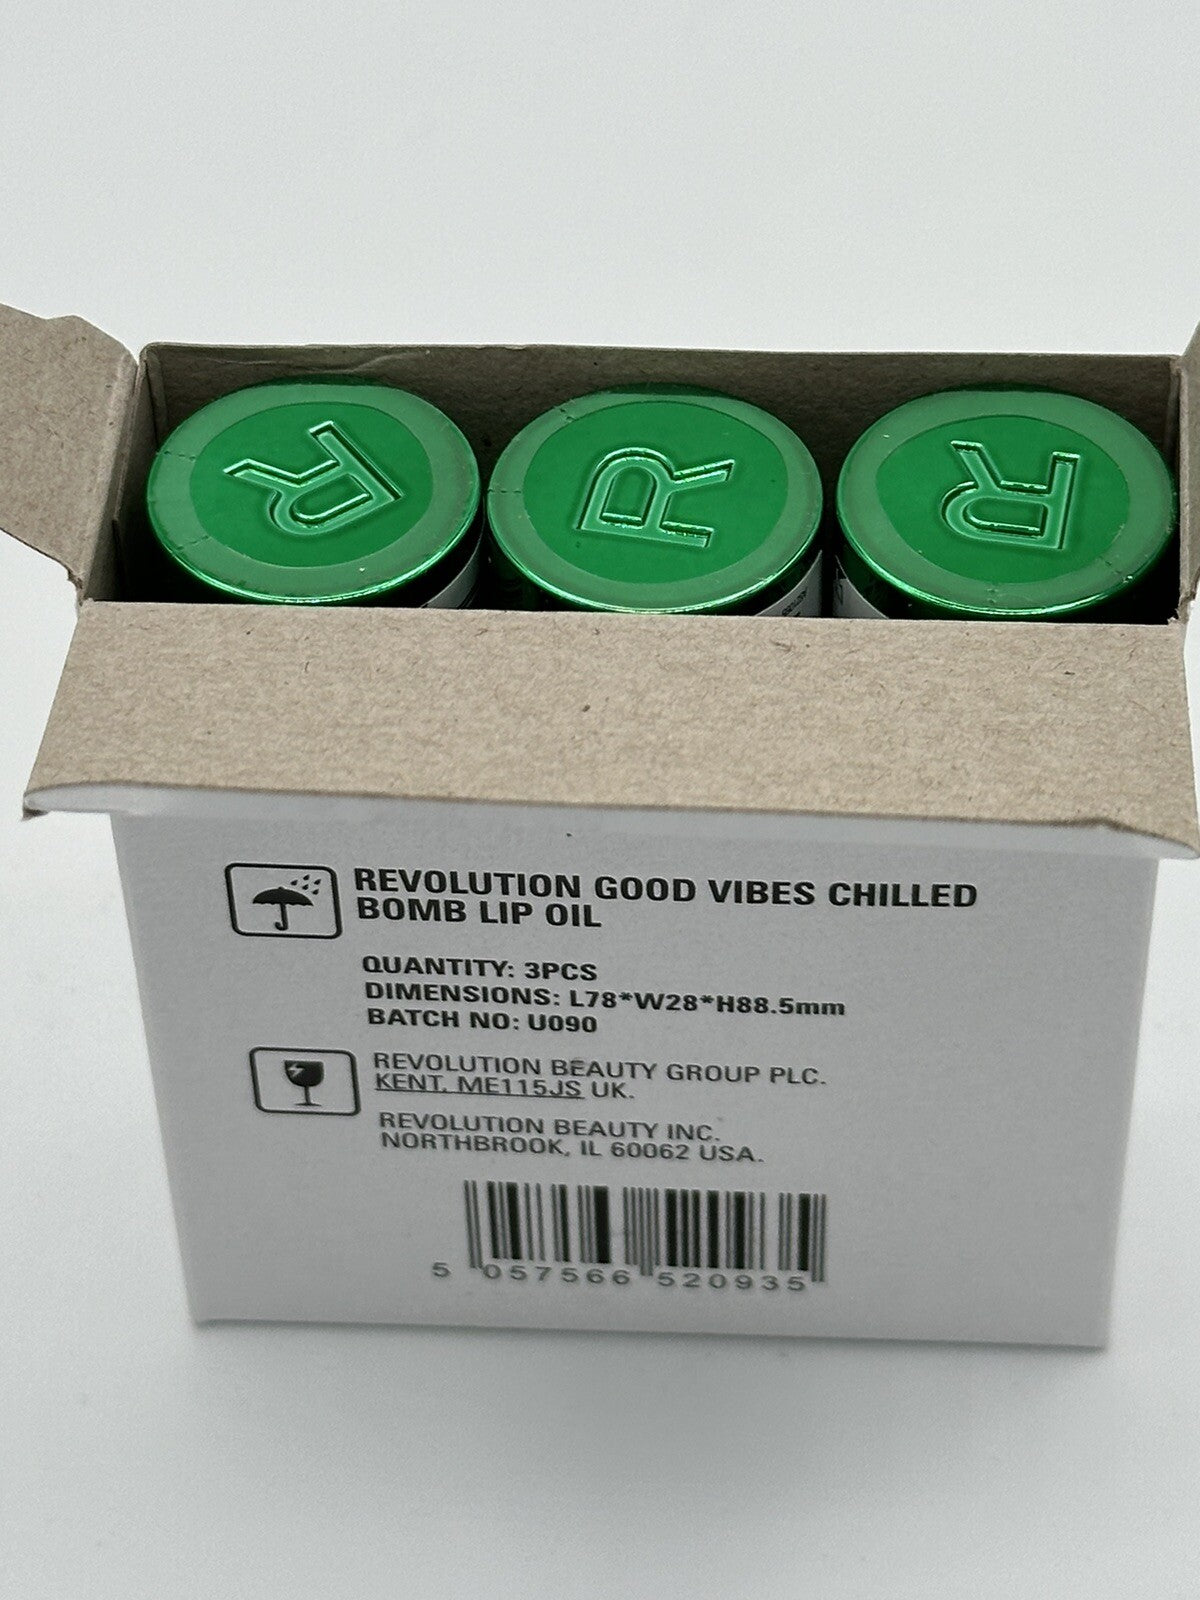 R R R
REVOLUTION GOOD VIBES CHILLED
BOMB LIP OIL
QUANTITY: 3PCS
DIMENSIONS: L78*W28*H88.5mm
BATCH NO: U090
REVOLUTION BEAUTY GROUP PLC.
KENT, ME115JS UK.
REVOLUTION BEAUTY INC.
NORTHBROOK, IL 60062 USA.
5 057566 520935